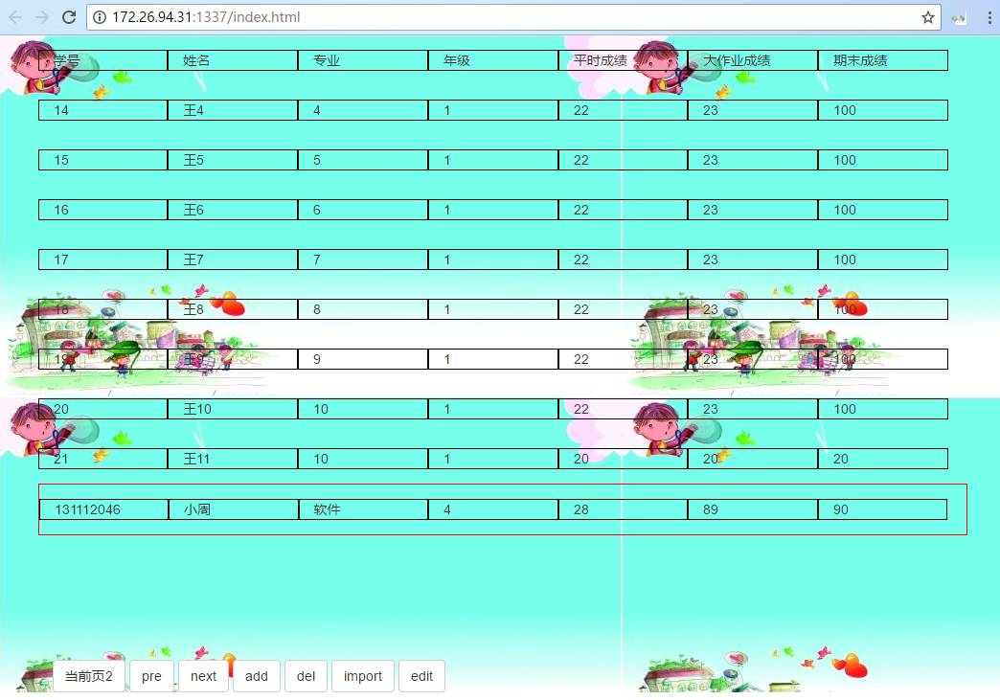 172.26.94.31:1337/index.html
学号 姓名 专业 年级 平时成绩 大作业成绩 期末成绩
14 王4 4 1 22 23 100
15 王5 5 1 22 23 100
16 王6 6 1 22 23 100
17 王7 7 1 22 23 100
18 王8 8 1 22 23 100
19 王9 9 1 22 23 100
20 王10 10 1 22 23 100
21 王11 10 1 20 20 20
131112046 小周 软件 4 28 89 90
当前页2 pre next add del import edit